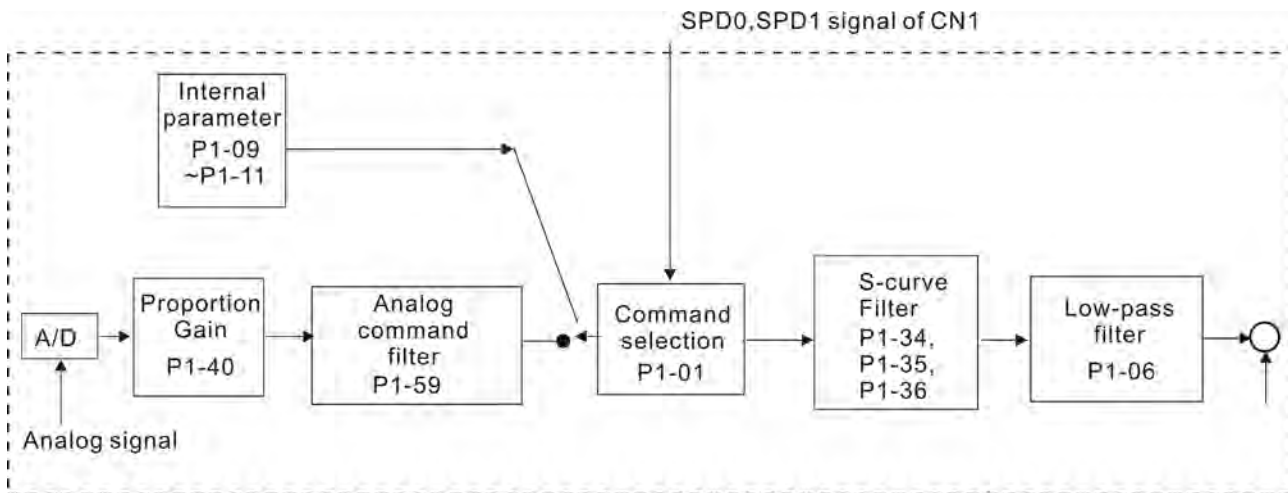 SPD0,SPD1 signal of CN1
Internal
parameter
P1-09
~P1-11
A/D
Analog signal
Proportion
Gain
P1-40
Analog
command
filter
P1-59
Command
selection
P1-01
S-curve
Filter
P1-34,
P1-35,
P1-36
Low-pass
filter
P1-06